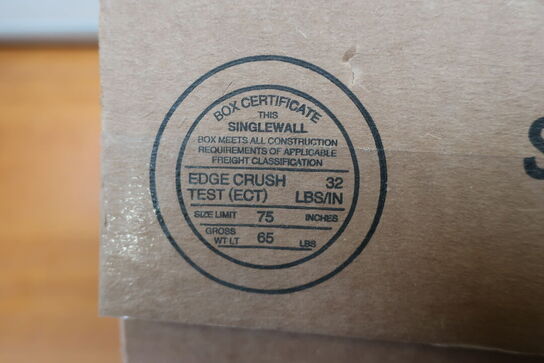 BOX CERTIFICATE
THIS
SINGLEWALL
BOX MEETS ALL CONSTRUCTION
REQUIREMENTS OF APPLICABLE
FREIGHT CLASSIFICATION
EDGE CRUSH 32
TEST (ECT) LBS/IN
SIZE LIMIT 75 INCHES
GROSS
WT LT 65 LBS
S